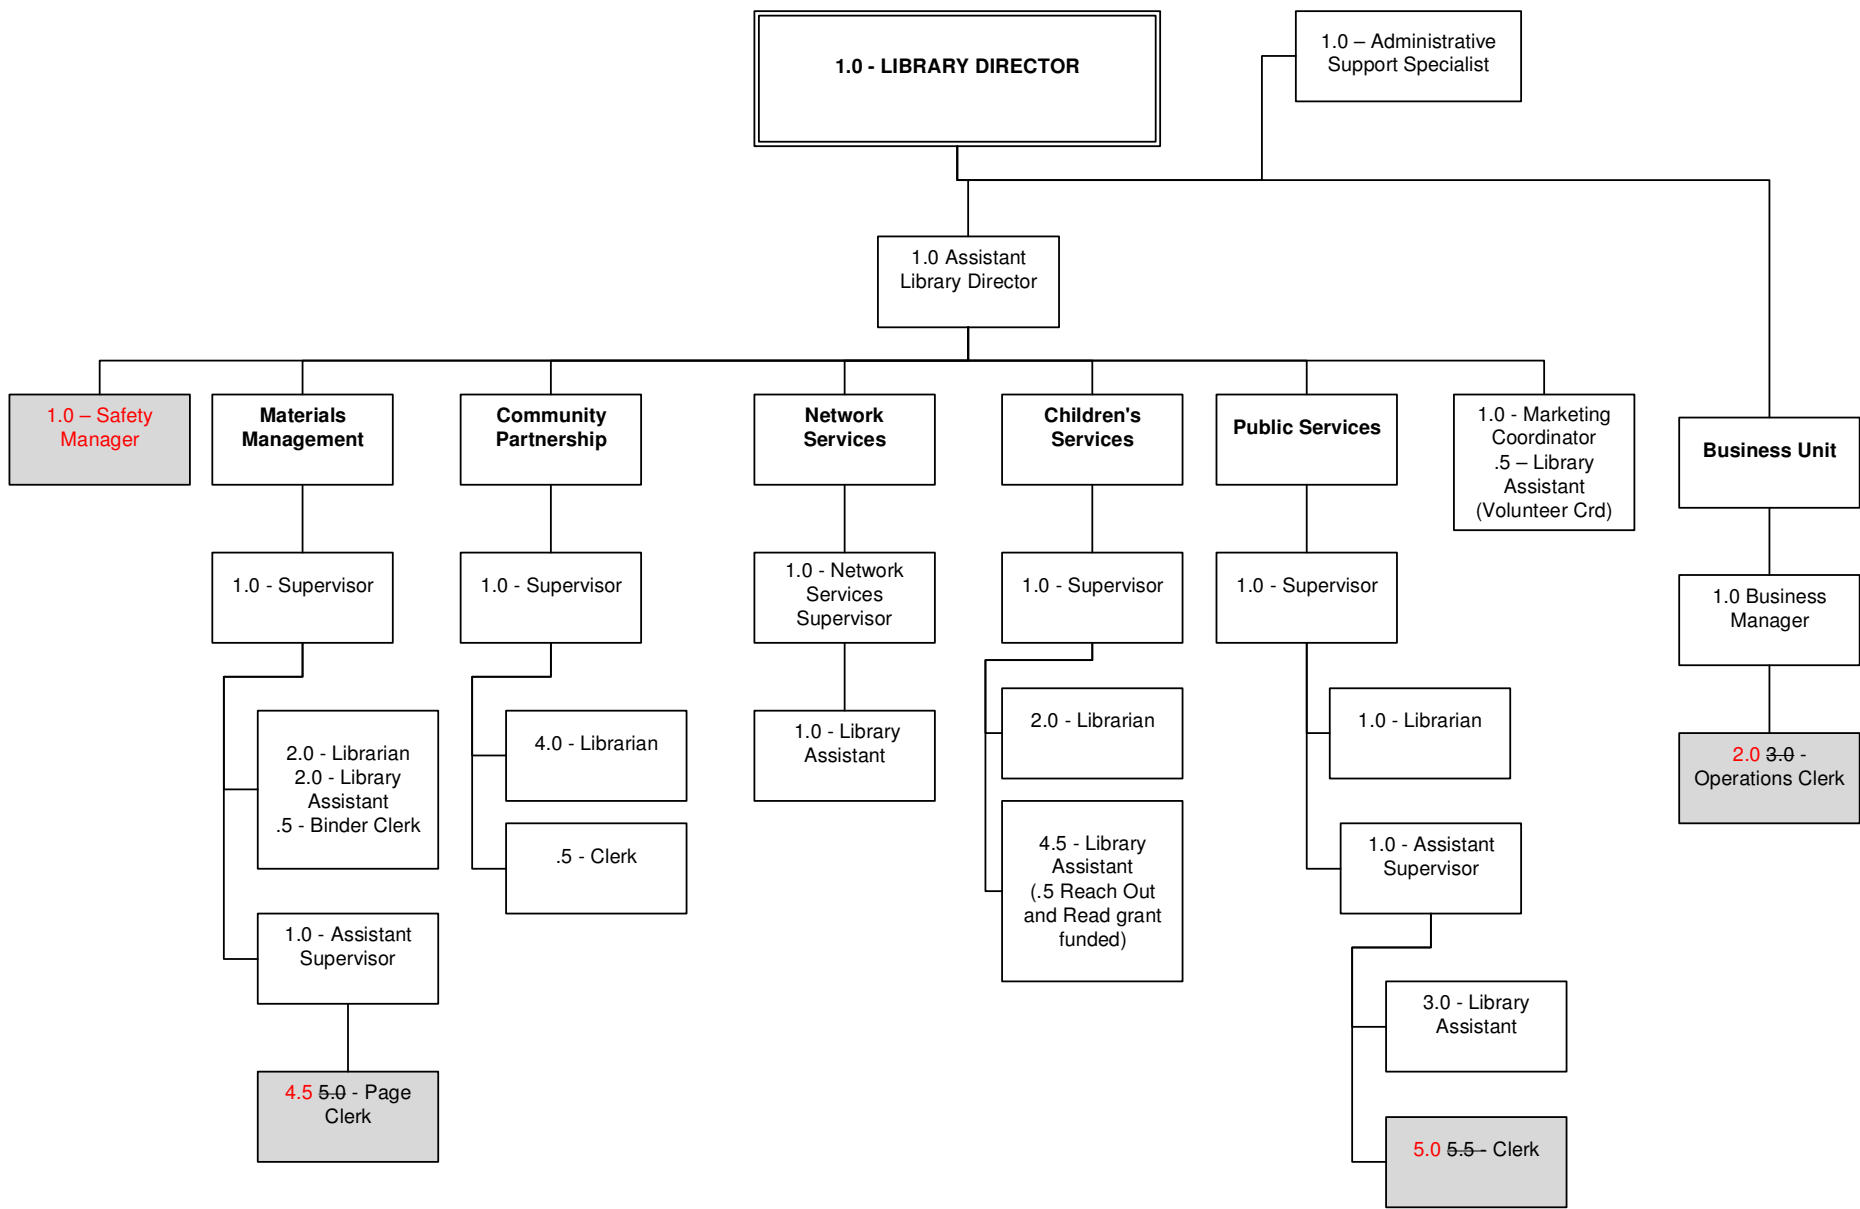 1.0 - LIBRARY DIRECTOR
1.0 – Administrative
Support Specialist
1.0 Assistant
Library Director
1.0 – Safety
Manager
Materials
Management
Community
Partnership
Network
Services
Children's
Services
Public Services
1.0 - Marketing
Coordinator
.5 – Library
Assistant
(Volunteer Crd)
Business Unit
1.0 - Supervisor
1.0 - Supervisor
1.0 - Network
Services
Supervisor
1.0 - Supervisor
1.0 - Supervisor
1.0 Business
Manager
2.0 - Librarian
2.0 - Library
Assistant
.5 - Binder Clerk
4.0 - Librarian
1.0 - Library
Assistant
2.0 - Librarian
1.0 - Librarian
2.0 3.0 -
Operations Clerk
.5 - Clerk
4.5 - Library
Assistant
(.5 Reach Out
and Read grant
funded)
1.0 - Assistant
Supervisor
1.0 - Assistant
Supervisor
3.0 - Library
Assistant
4.5 5.0 - Page
Clerk
5.0 5.5 - Clerk